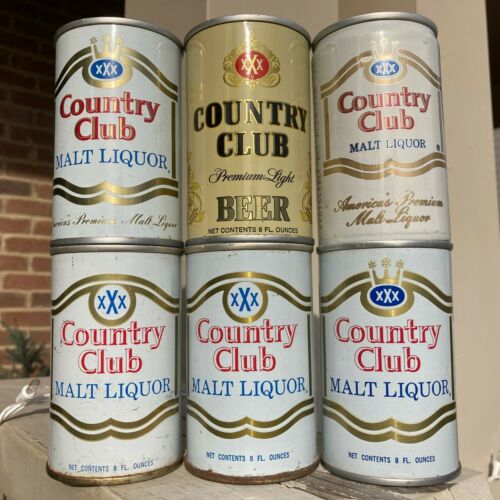 XXX
Country
Club
MALT LIQUOR
America's Premium Malt Liquor
XXX
COUNTRY
CLUB
Premium Light
BEER
NET CONTENTS 8 FL. OUNCES
XXX
Country
Club
MALT LIQUOR
®
America's Premium
Malt Liquor
XXX
Country
Club
MALT LIQUOR
NET CONTENTS 8 FL. OUNCES
XXX
Country
Club
MALT LIQUOR
NET CONTENTS 8 FL. OUNCES
XXX
Country
Club
MALT LIQUOR
NET CONTENTS 8 FL. OUNCES